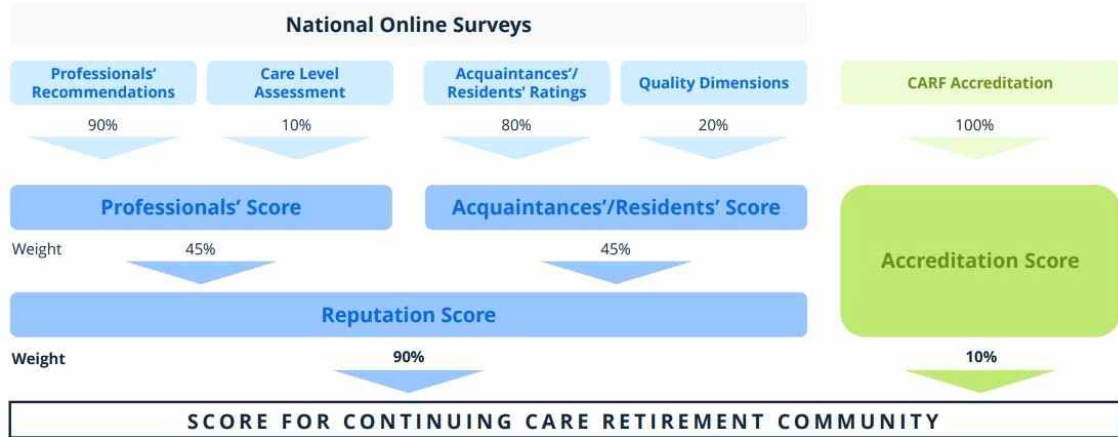 National Online Surveys
Professionals’
Recommendations
Care Level
Assessment
Acquaintances’/
Residents’ Ratings
Quality Dimensions
CARF Accreditation
90%
10%
80%
20%
100%
Professionals’ Score
Acquaintances’/Residents’ Score
Accreditation Score
Weight
45%
45%
Reputation Score
Weight
90%
10%
SCORE FOR CONTINUING CARE RETIREMENT COMMUNITY